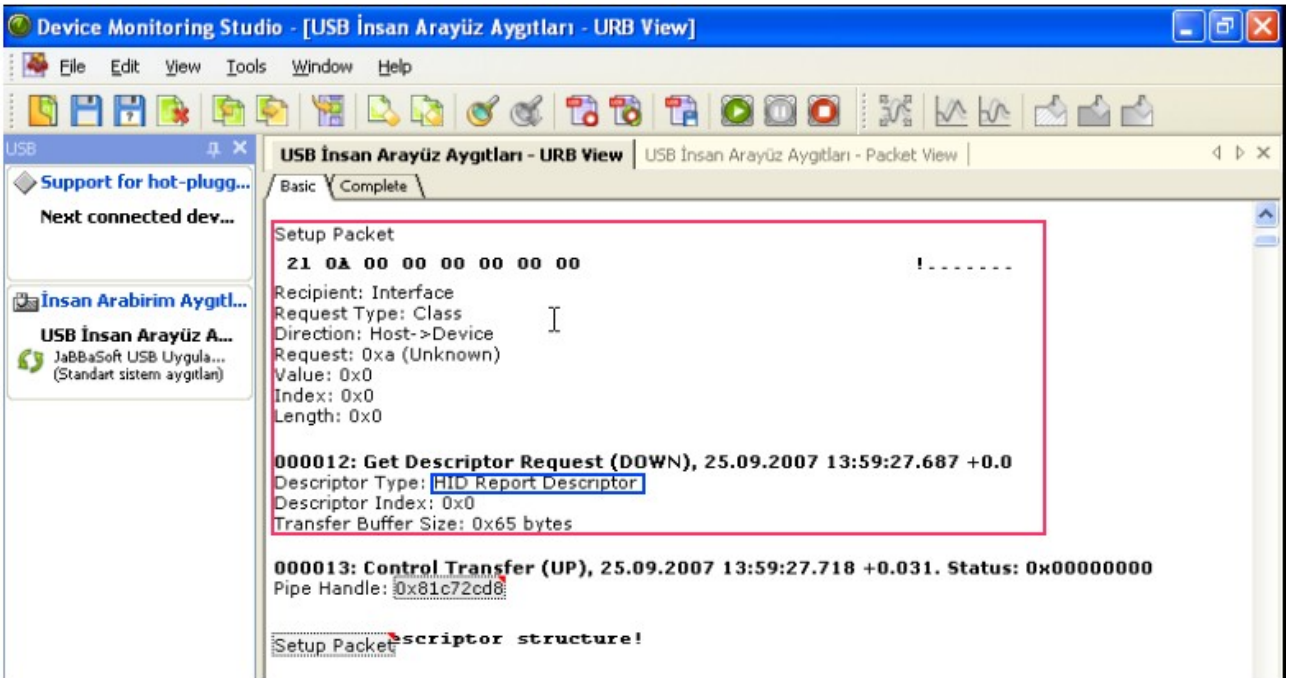 Device Monitoring Studio - [USB İnsan Arayüz Aygıtları - URB View]
File Edit View Tools Window Help
USB
Support for hot-plugg...
Next connected dev...
İnsan Arabirim Aygıtl...
USB İnsan Arayüz A...
JaBBaSoft USB Uygula...
(Standart sistem aygıtları)
USB İnsan Arayüz Aygıtları - URB View USB İnsan Arayüz Aygıtları - Packet View
Basic Complete
Setup Packet
21 0A 00 00 00 00 00 00 !.......
Recipient: Interface
Request Type: Class
Direction: Host->Device
Request: 0xa (Unknown)
Value: 0x0
Index: 0x0
Length: 0x0
000012: Get Descriptor Request (DOWN), 25.09.2007 13:59:27.687 +0.0
Descriptor Type: HID Report Descriptor
Descriptor Index: 0x0
Transfer Buffer Size: 0x65 bytes
000013: Control Transfer (UP), 25.09.2007 13:59:27.718 +0.031. Status: 0x00000000
Pipe Handle: 0x81c72cd8
Setup Packet escriptor structure!